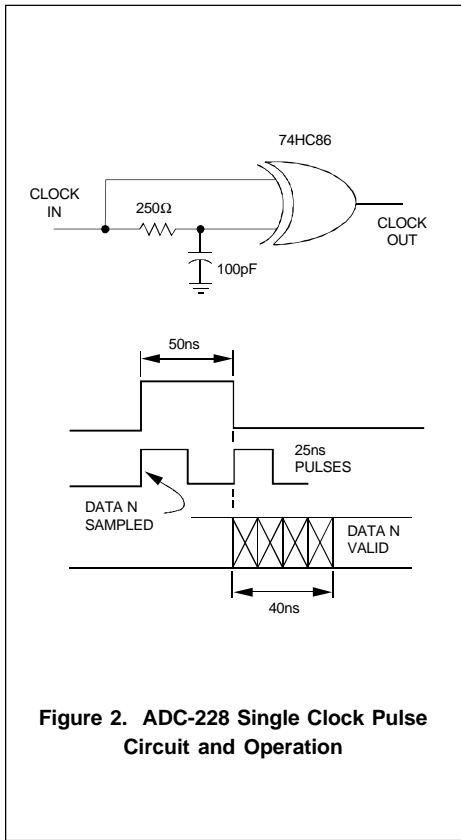 74HC86
CLOCK
IN
250Ω
CLOCK
OUT
100pF
50ns
25ns
PULSES
DATA N
SAMPLED
DATA N
VALID
40ns
Figure 2. ADC-228 Single Clock Pulse
Circuit and Operation